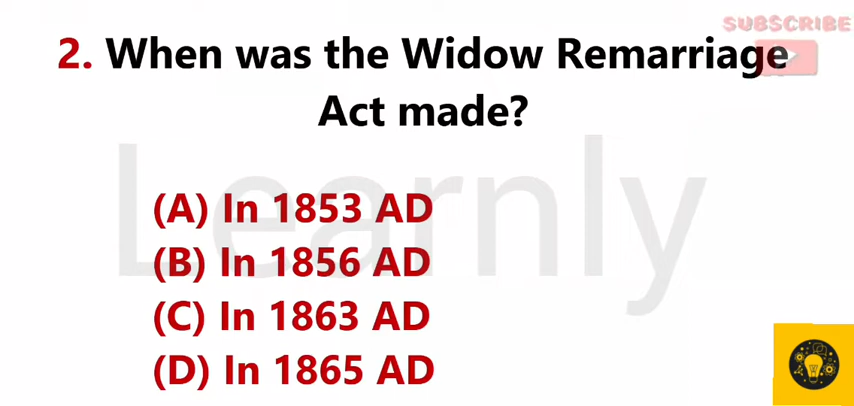 SUBSCRIBE
2. When was the Widow Remarriage
Act made?
Learnly
(A) In 1853 AD
(B) In 1856 AD
(C) In 1863 AD
(D) In 1865 AD